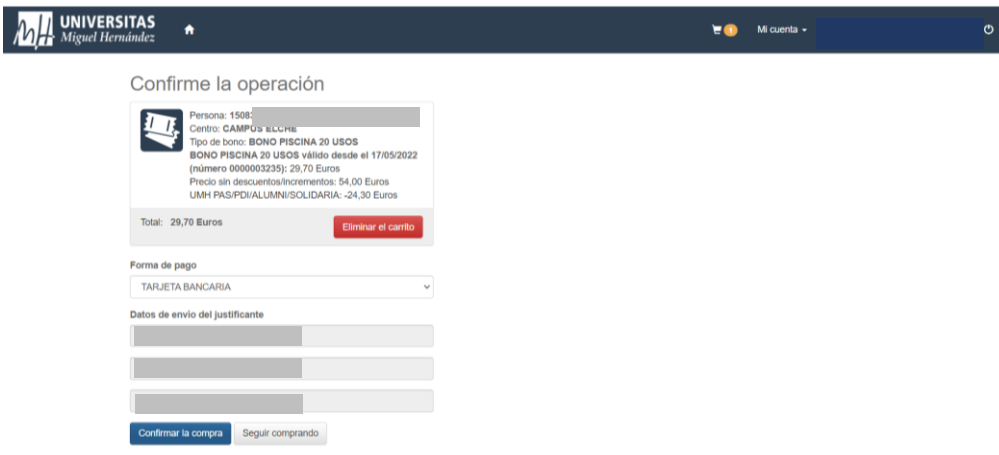 UNIVERSITAS
Miguel Hernández
1
Mi cuenta
Confirme la operación
Persona: 1508
Centro: CAMPUS ELCHE
Tipo de bono: BONO PISCINA 20 USOS
BONO PISCINA 20 USOS válido desde el 17/05/2022
(número 0000003235): 29,70 Euros
Precio sin descuentos/incrementos: 54,00 Euros
UMH PAS/PDI/ALUMNI/SOLIDARIA: -24,30 Euros
Total: 29,70 Euros
Eliminar el carrito
Forma de pago
TARJETA BANCARIA
Datos de envio del justificante
Confirmar la compra
Seguir comprando